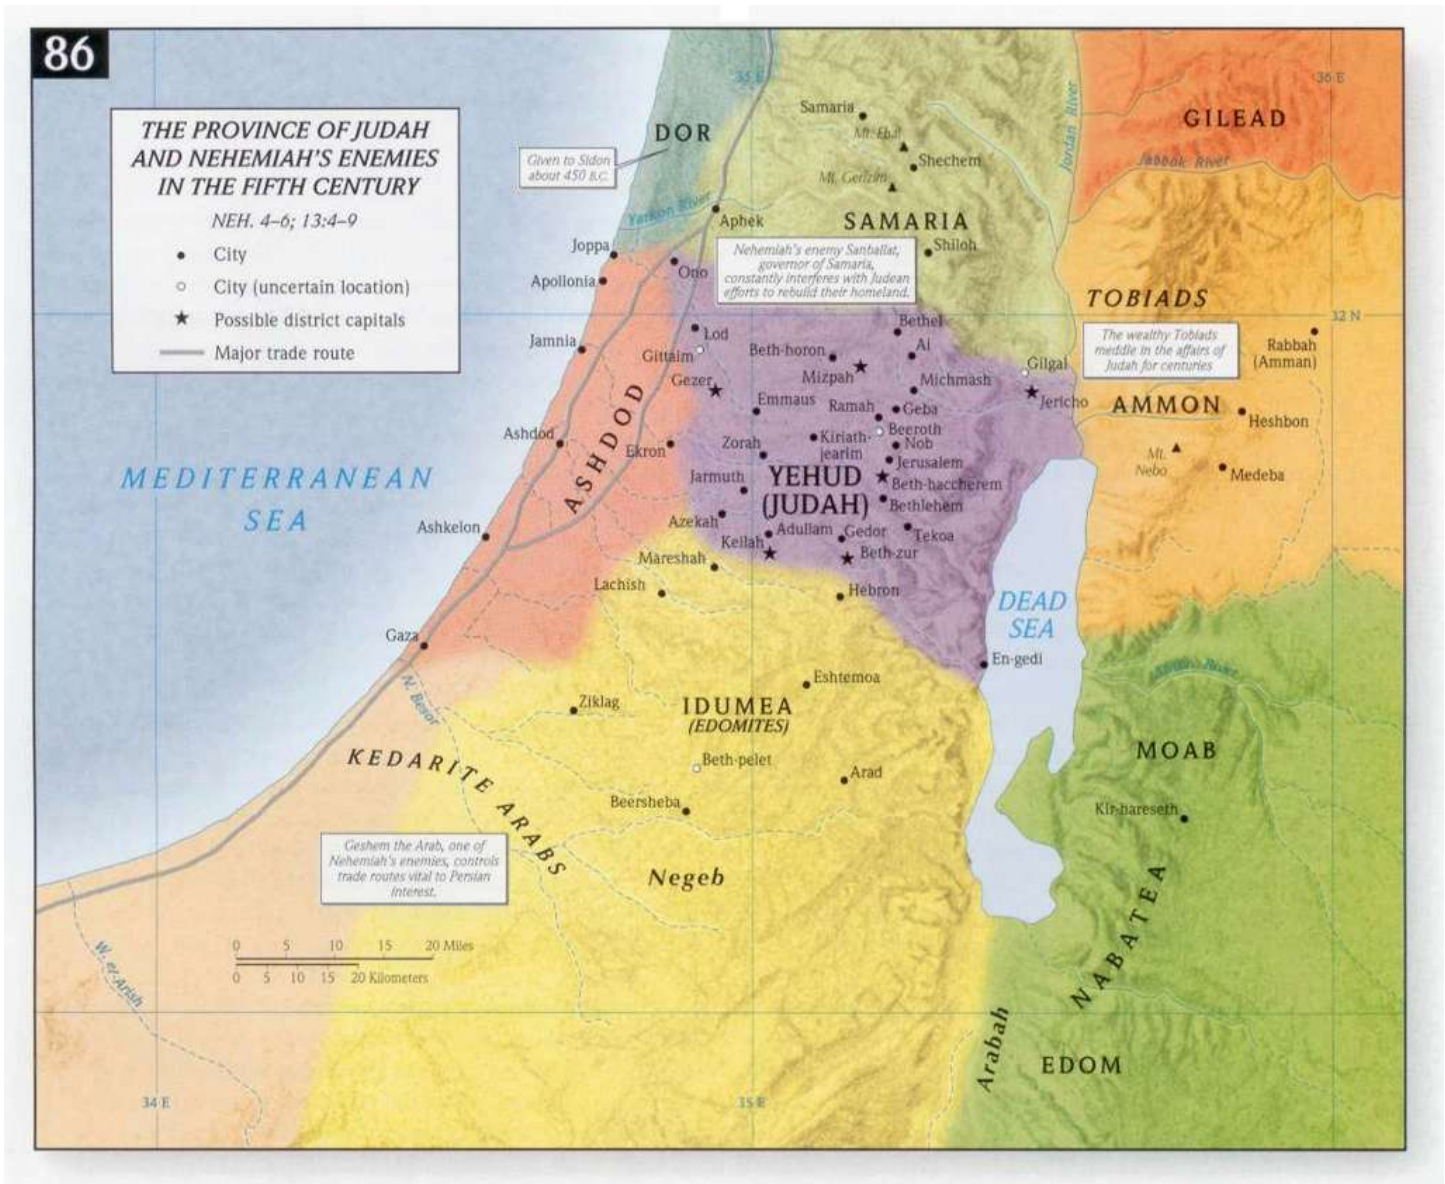 86
THE PROVINCE OF JUDAH
AND NEHEMIAH'S ENEMIES
IN THE FIFTH CENTURY
NEH. 4–6; 13:4–9
City
City (uncertain location)
Possible district capitals
Major trade route
35 E
36 E
DOR
Given to Sidon
about 450 B.C.
Samaria
Mt. Ebal
Shechem
Mt. Gerizim
SAMARIA
Shiloh
Jordan River
GILEAD
Jabbok River
Yarkon River
Aphek
Joppa
Ono
Apollonia
Nehemiah's enemy Sanballat,
governor of Samaria,
constantly interferes with Judean
efforts to rebuild their homeland.
TOBIADS
32 N
The wealthy Tobiads
meddle in the affairs of
Judah for centuries
Rabbah
(Amman)
Jamnia
Lod
Gittaim
Gezer
Beth-horon
Mizpah
Bethel
Ai
Michmash
Gilgal
Jericho
AMMON
Heshbon
Emmaus
Ramah
Geba
Beeroth
Kiriath-
jearim
Nob
Zorah
Jerusalem
Mt.
Nebo
Medeba
Ashdod
ASHDOD
Ekron
Jarmuth
YEHUD
(JUDAH)
Beth-haccherem
Bethlehem
MEDITERRANEAN
SEA
Ashkelon
Azekah
Adullam
Gedor
Tekoa
Keilah
Beth-zur
Mareshah
Lachish
Hebron
DEAD
SEA
Gaza
En-gedi
N. Besor
Ziklag
Eshtemoa
IDUMEA
(EDOMITES)
Beth-pelet
Arad
Beersheba
Negeb
KEDARITE ARABS
Geshem the Arab, one of
Nehemiah's enemies, controls
trade routes vital to Persian
interest.
MOAB
Kir-hareseth
NABATEA
Arabah
EDOM
W. el-Arish
0 5 10 15 20 Miles
0 5 10 15 20 Kilometers
34 E
35 E